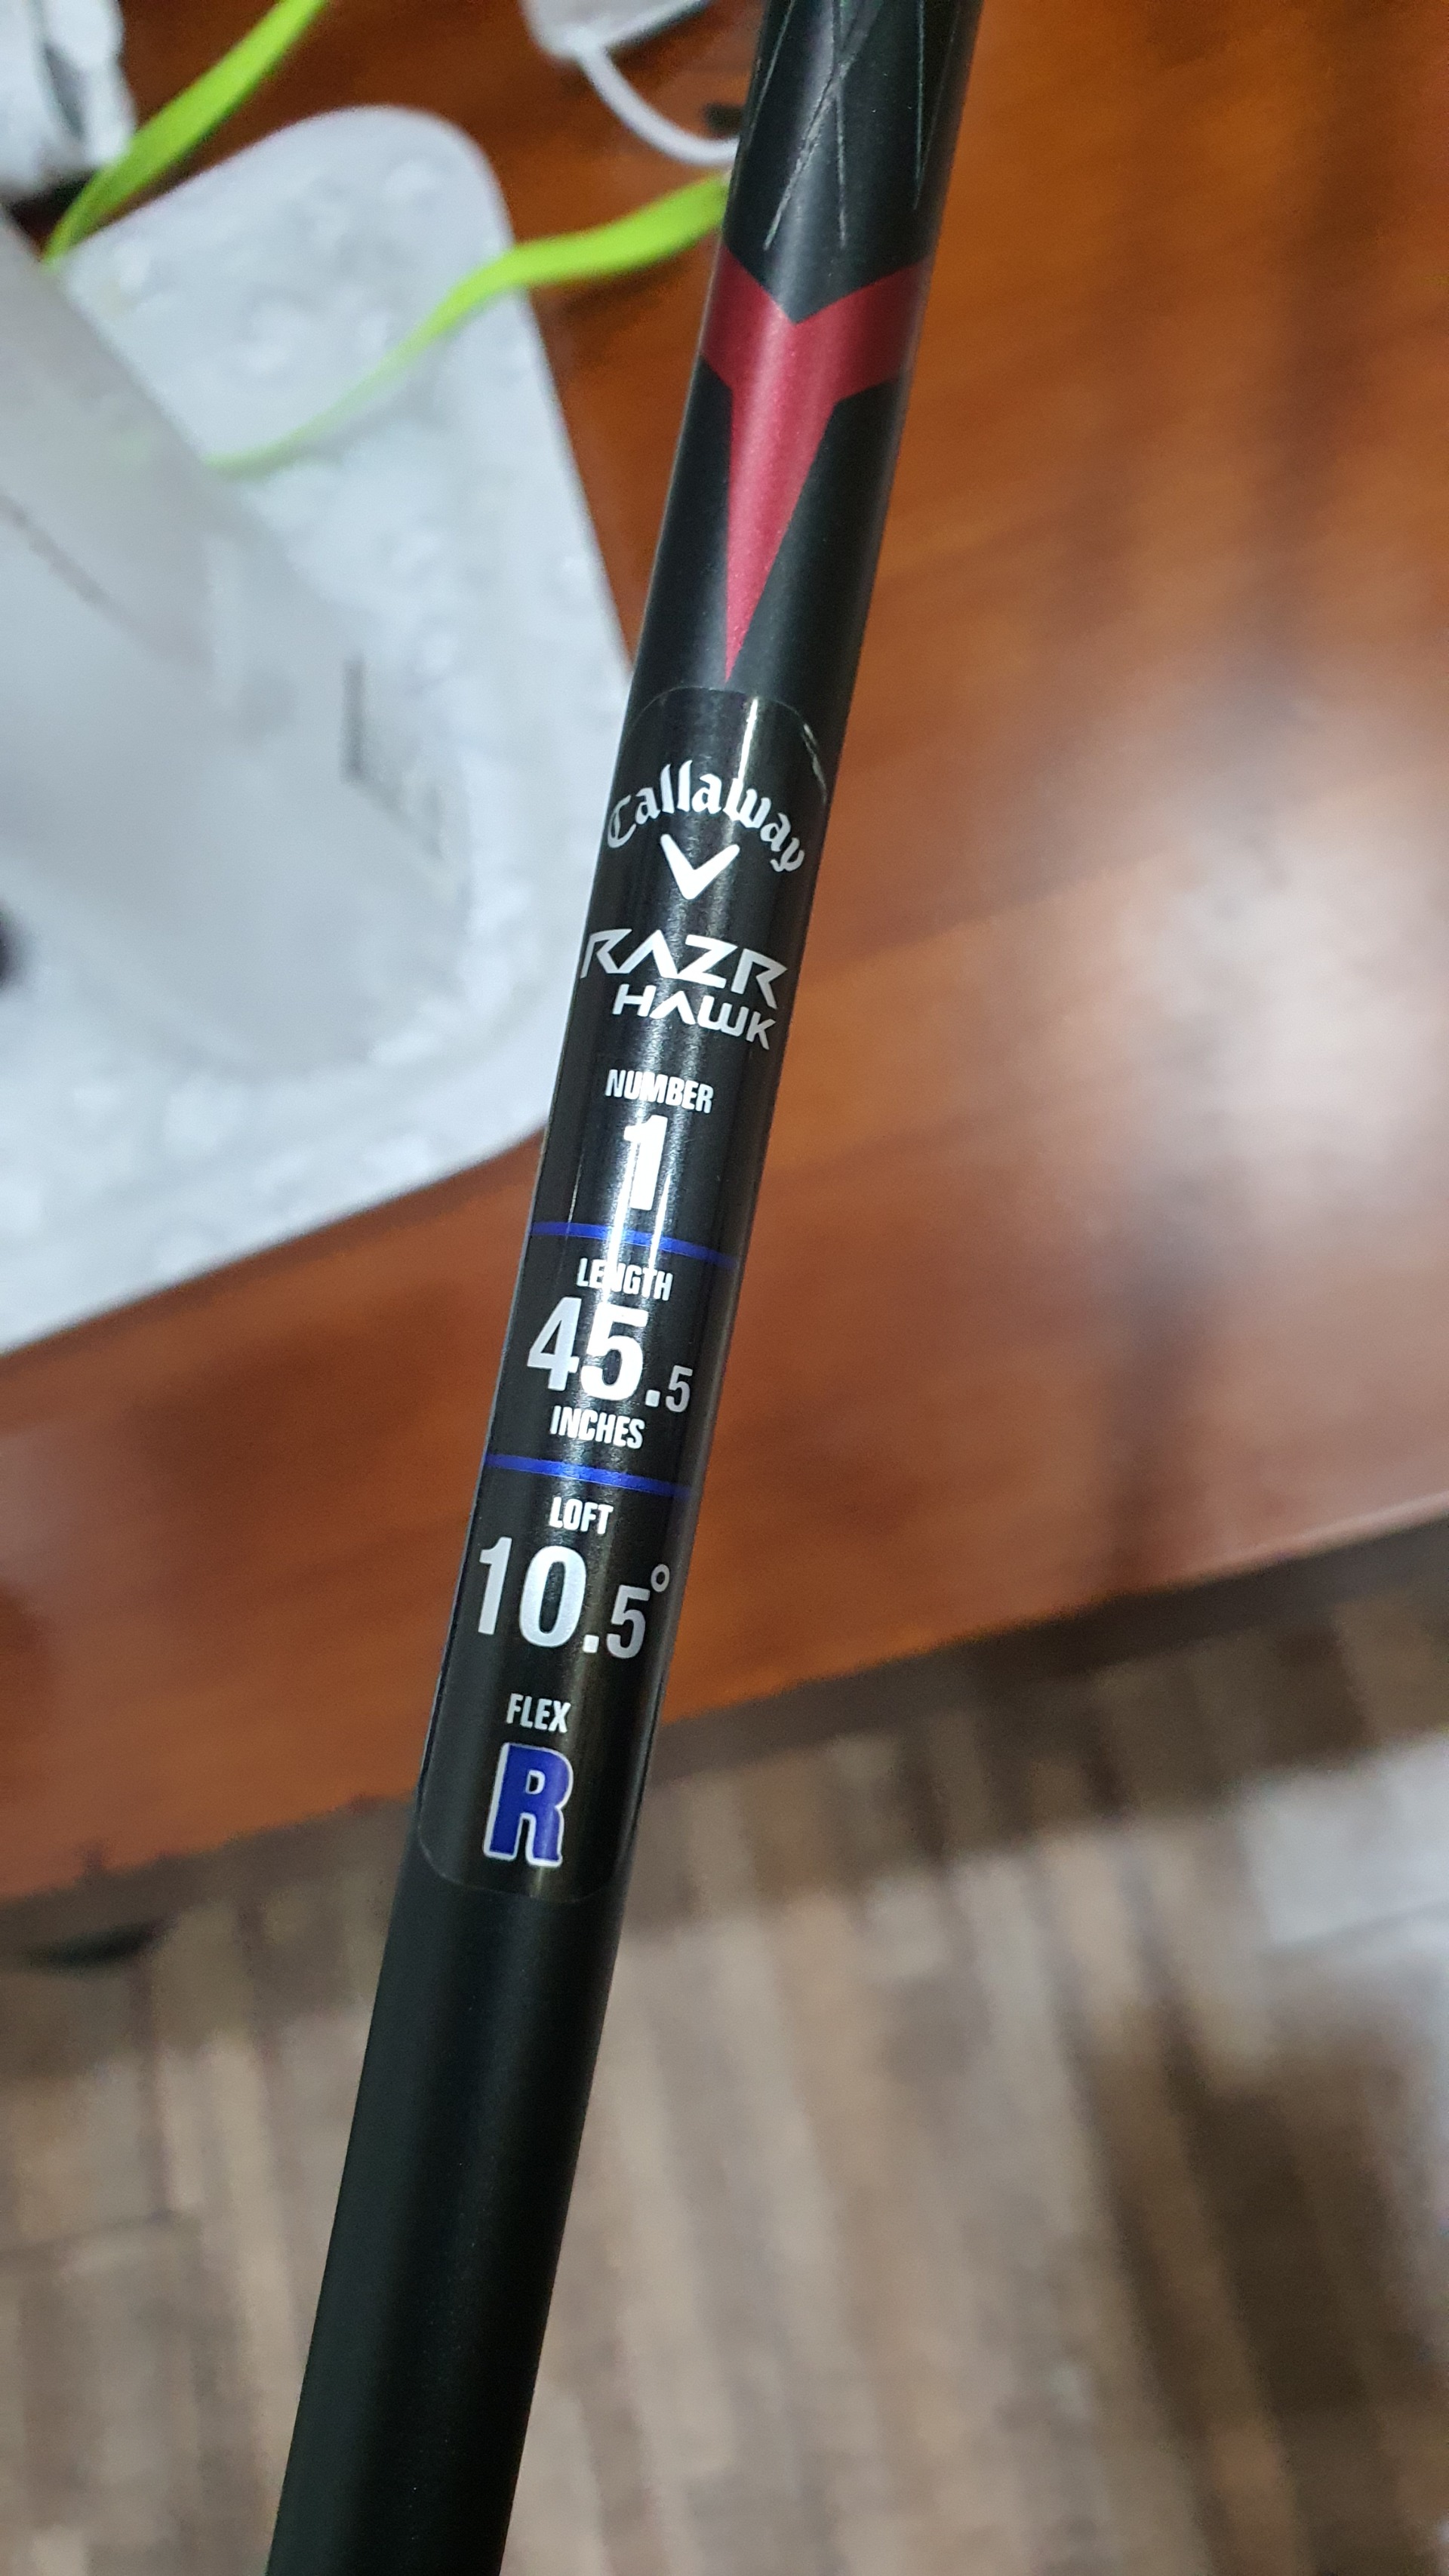 Callaway
RAZR
HAWK
NUMBER
1
LENGTH
45.5
INCHES
LOFT
10.5°
FLEX
R